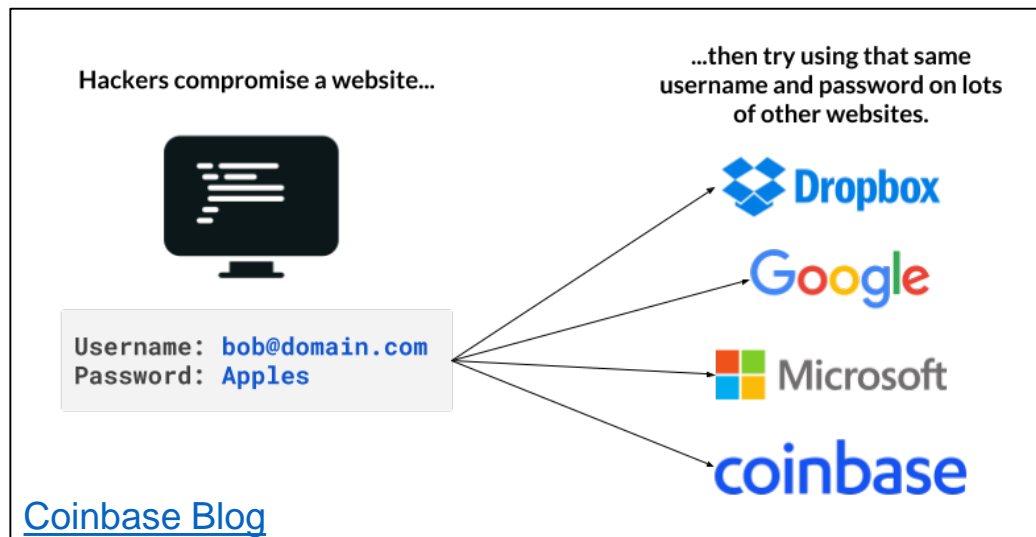 Hackers compromise a website...
...then try using that same
username and password on lots
of other websites.
Dropbox
Google
Username: bob@domain.com
Password: Apples
Microsoft
coinbase
Coinbase Blog